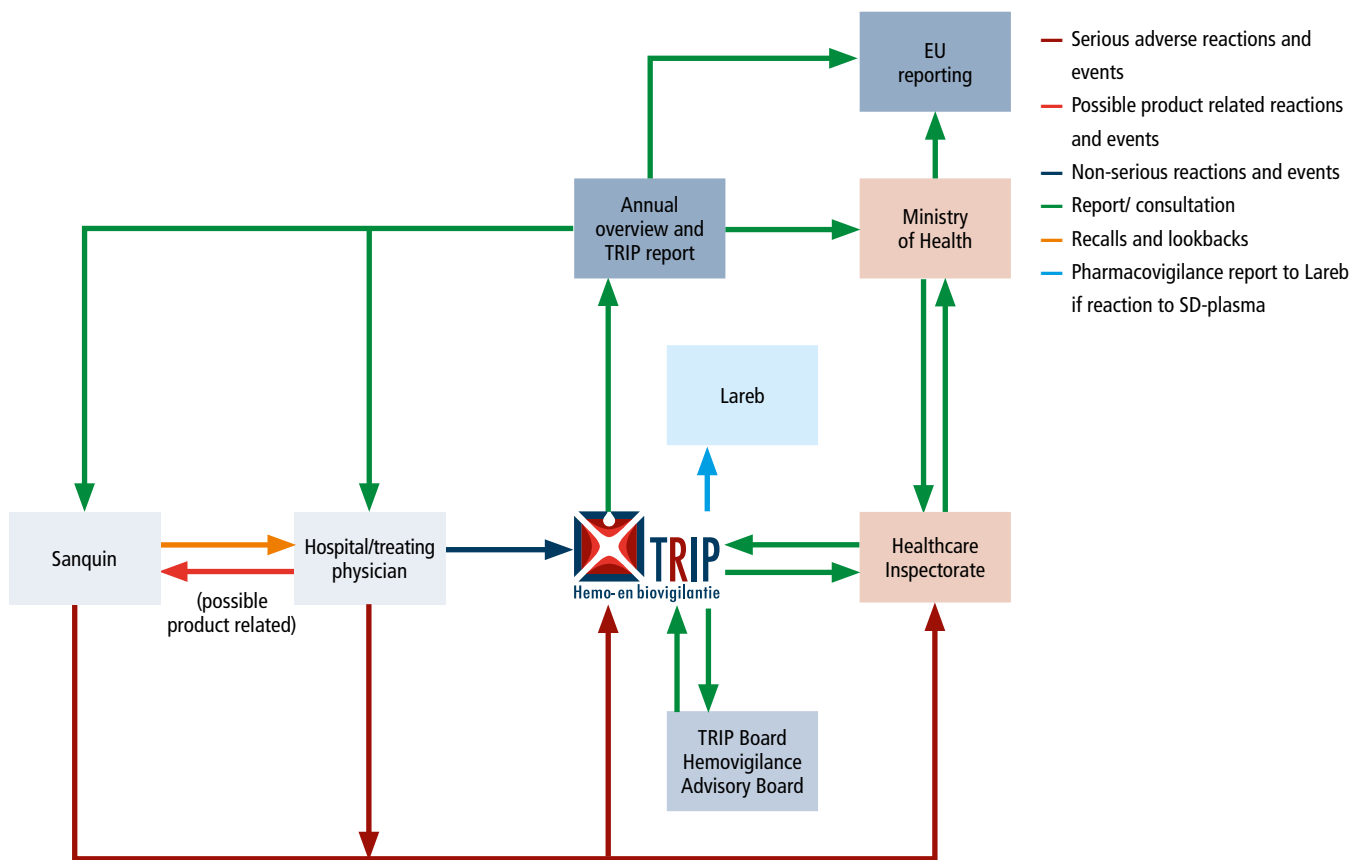 EU
reporting
Serious adverse reactions and
events
Possible product related reactions
and events
Non-serious reactions and events
Report/ consultation
Recalls and lookbacks
Pharmacovigilance report to Lareb
if reaction to SD-plasma
Annual
overview and
TRIP report
Ministry
of Health
Lareb
Sanquin
Hospital/treating
physician
(possible
product related)
TRIP
Hemo- en biovigilantie
Healthcare
Inspectorate
TRIP Board
Hemovigilance
Advisory Board